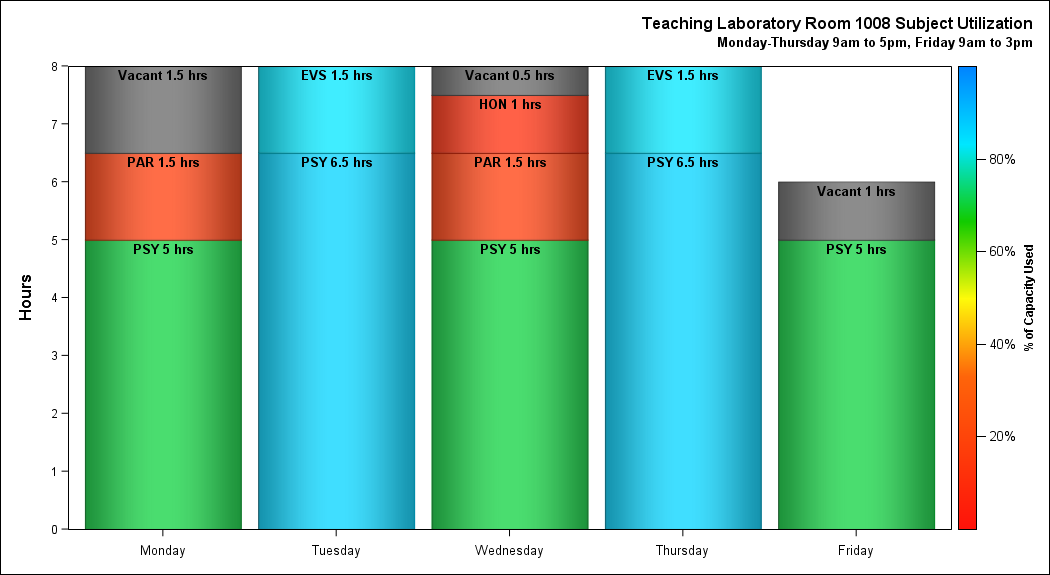 Teaching Laboratory Room 1008 Subject Utilization
Monday-Thursday 9am to 5pm, Friday 9am to 3pm
Hours
8
7
6
5
4
3
2
1
0
Vacant 1.5 hrs
PAR 1.5 hrs
PSY 5 hrs
EVS 1.5 hrs
PSY 6.5 hrs
Vacant 0.5 hrs
HON 1 hrs
PAR 1.5 hrs
PSY 5 hrs
EVS 1.5 hrs
PSY 6.5 hrs
Vacant 1 hrs
PSY 5 hrs
Monday
Tuesday
Wednesday
Thursday
Friday
80%
60%
40%
20%
% of Capacity Used